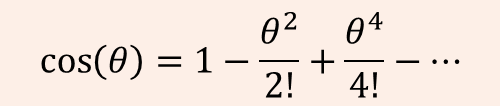 cos(θ) = 1 − θ²/2! + θ⁴/4! − ⋯